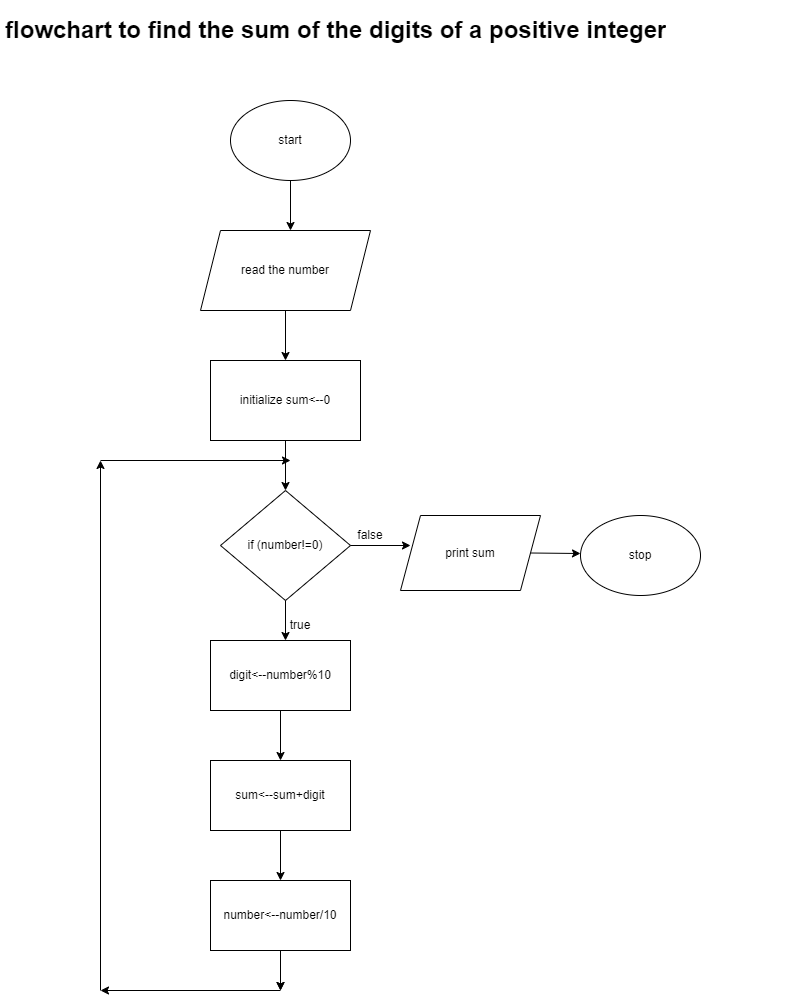 flowchart to find the sum of the digits of a positive integer
start
read the number
initialize sum<--0
if (number!=0)
false
print sum
stop
true
digit<--number%10
sum<--sum+digit
number<--number/10